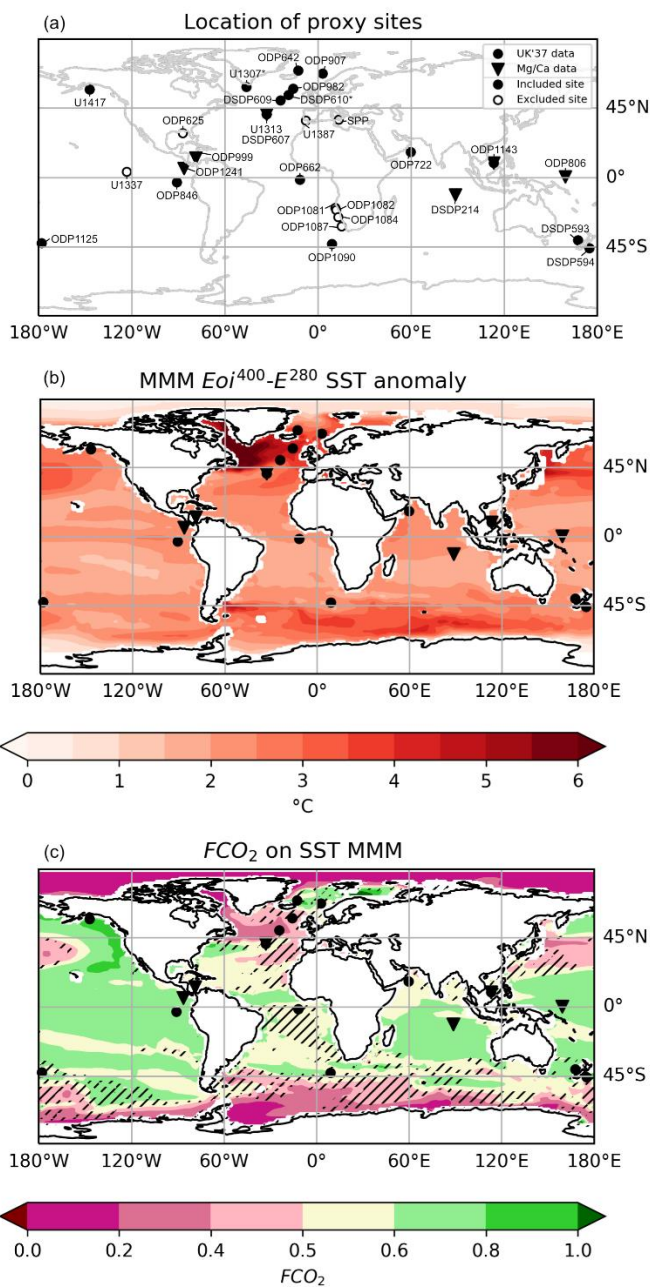 (a) Location of proxy sites
ODP642
ODP907
UK'37 data
Mg/Ca data
Included site
Excluded site
U1307*
ODP982
U1417
DSDP609
DSDP610*
45°N
ODP625
U1313
DSDP607
U1387
SPP
ODP999
ODP662
ODP722
ODP1143
ODP806
U1337
ODP1241
0°
ODP846
ODP1081
ODP1082
ODP1084
DSDP214
ODP1087
DSDP593
ODP1125
ODP1090
45°S
DSDP594
180°W 120°W 60°W 0° 60°E 120°E 180°E
(b) MMM Eoi⁴⁰⁰-E²⁸⁰ SST anomaly
45°N
0°
45°S
180°W 120°W 60°W 0° 60°E 120°E 180°E
0 1 2 3 4 5 6
°C
(c) FCO₂ on SST MMM
45°N
0°
45°S
180°W 120°W 60°W 0° 60°E 120°E 180°E
0.0 0.2 0.4 0.5 0.6 0.8 1.0
FCO₂